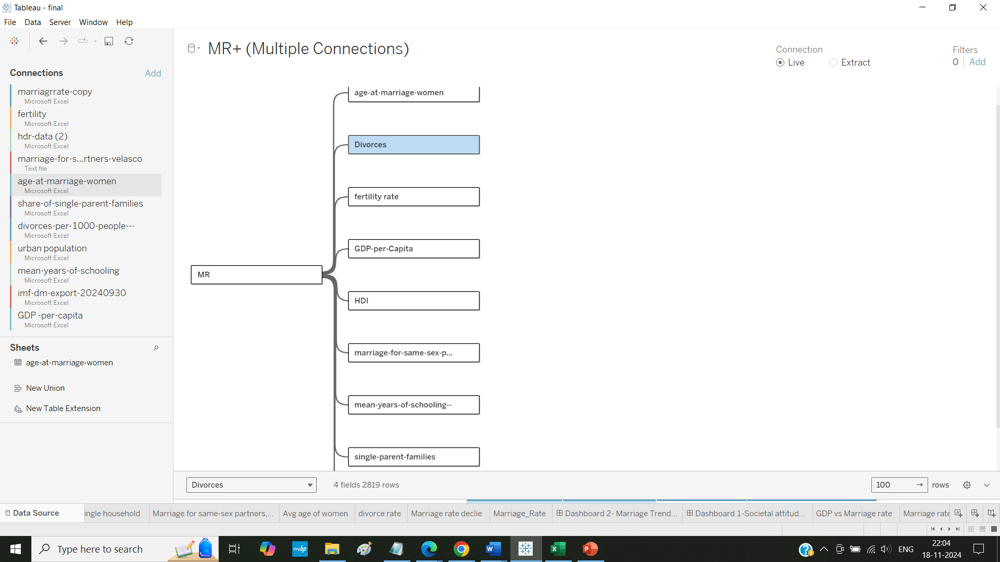 Tableau - final
File Data Server Window Help
MR+ (Multiple Connections)
Connection
Live Extract
Filters
0 Add
Connections Add
marriagrrate-copy
Microsoft Excel
fertility
Microsoft Excel
hdr-data (2)
Microsoft Excel
marriage-for-s...rtners-velasco
Text file
age-at-marriage-women
Microsoft Excel
share-of-single-parent-families
Microsoft Excel
divorces-per-1000-people---
Microsoft Excel
urban population
Microsoft Excel
mean-years-of-schooling
Microsoft Excel
imf-dm-export-20240930
Microsoft Excel
GDP -per-capita
Microsoft Excel
Sheets
age-at-marriage-women
New Union
New Table Extension
MR
age-at-marriage-women
Divorces
fertility rate
GDP-per-Capita
HDI
marriage-for-same-sex-p...
mean-years-of-schooling--
single-parent-families
Divorces 4 fields 2819 rows 100 rows
Data Source ingle household Marriage for same-sex partners,... Avg age of women divorce rate Marriage rate declie Marriage_Rate Dashboard 2- Marriage Trend... Dashboard 1-Societal attitud... GDP vs Marriage rate Marriage rate
Type here to search
myhp
ENG
22:04
18-11-2024